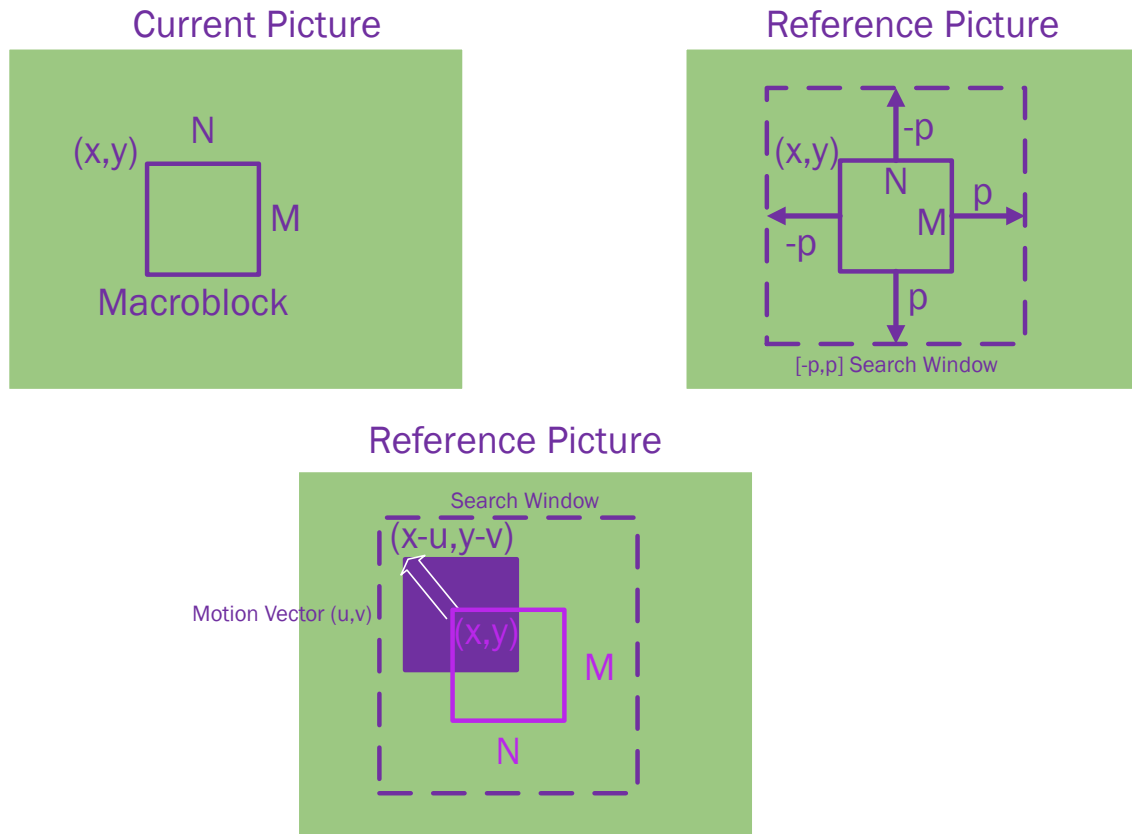 Current Picture
N
(x,y)
M
Macroblock
Reference Picture
-p
(x,y)
N
p
M
-p
p
[-p,p] Search Window
Reference Picture
Search Window
(x-u,y-v)
Motion Vector (u,v)
(x,y)
M
N